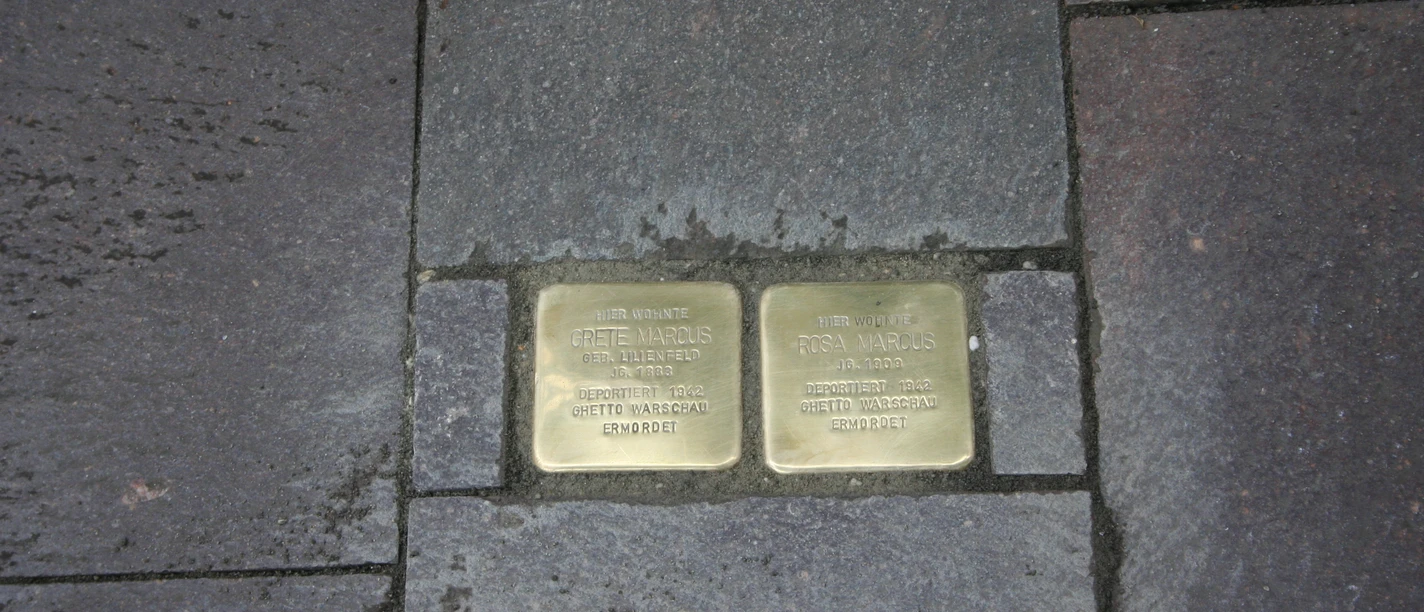 HIER WOHNTE
GRETE MARCUS
GEB. LILIENFELD
JG. 1883
DEPORTIERT 1942
GHETTO WARSCHAU
ERMORDET
HIER WOHNTE
ROSA MARCUS
JG. 1909
DEPORTIERT 1942
GHETTO WARSCHAU
ERMORDET